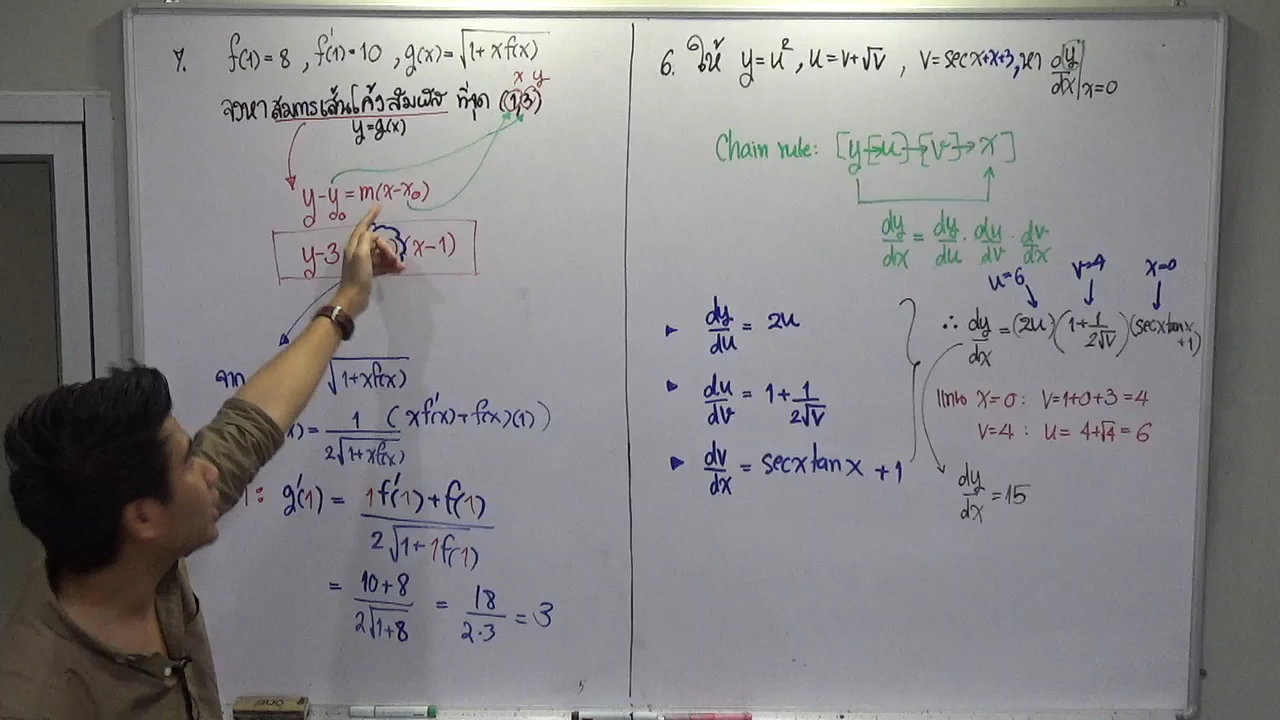 7. f(1)=8 , f'(1)=10 , g(x)=√(1+xf(x))
จงหา สมการเส้นโค้งสัมผัส ที่จุด (1,3)
x y
y=g(x)
y-y₀=m(x-x₀)
y-3 (x-1)
จาก √(1+xf(x))
x)= 1/(2√(1+xf(x))) (xf'(x)+f(x)(1))
1: g'(1) = (1f'(1)+f(1))/(2√(1+1f(1)))
= (10+8)/(2√(1+8)) = 18/(2·3) = 3
6. ให้ y=u², u=v+√v , v=secx+x+3, หา dy/dx|x=0
Chain rule: [y→[u]→[v]→x]
dy/dx = dy/du · du/dv · dv/dx
u=6 v=4 x=0
▸ dy/du = 2u
▸ du/dv = 1+1/(2√v)
▸ dv/dx = secxtanx +1
∴ dy/dx =(2u)(1+1/(2√v))(secxtanx+1)
แทน x=0: v=1+0+3=4
v=4 : u= 4+√4=6
dy/dx =15